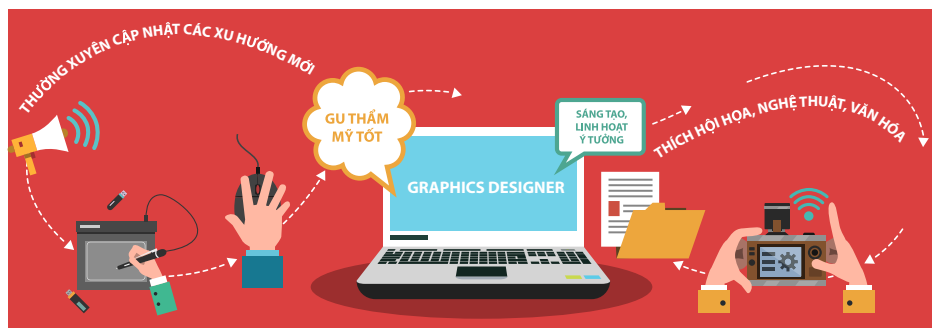 THƯỜNG XUYÊN CẬP NHẬT CÁC XU HƯỚNG MỚI
GU THẨM
MỸ TỐT
GRAPHICS DESIGNER
SÁNG TẠO,
LINH HOẠT
Ý TƯỞNG
THÍCH HỘI HỌA, NGHỆ THUẬT, VĂN HÓA